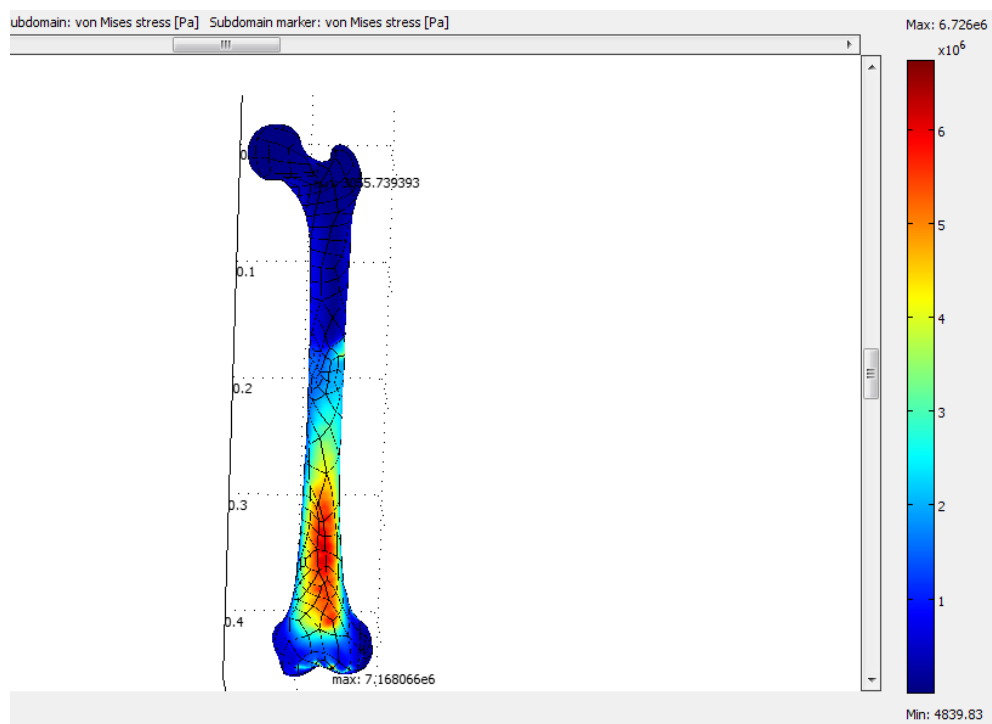 ubdomain: von Mises stress [Pa] Subdomain marker: von Mises stress [Pa]
Max: 6.726e6
x10^6
6
5
4
3
2
1
Min: 4839.83
0.1
0.2
0.3
0.4
max: 7.168066e6